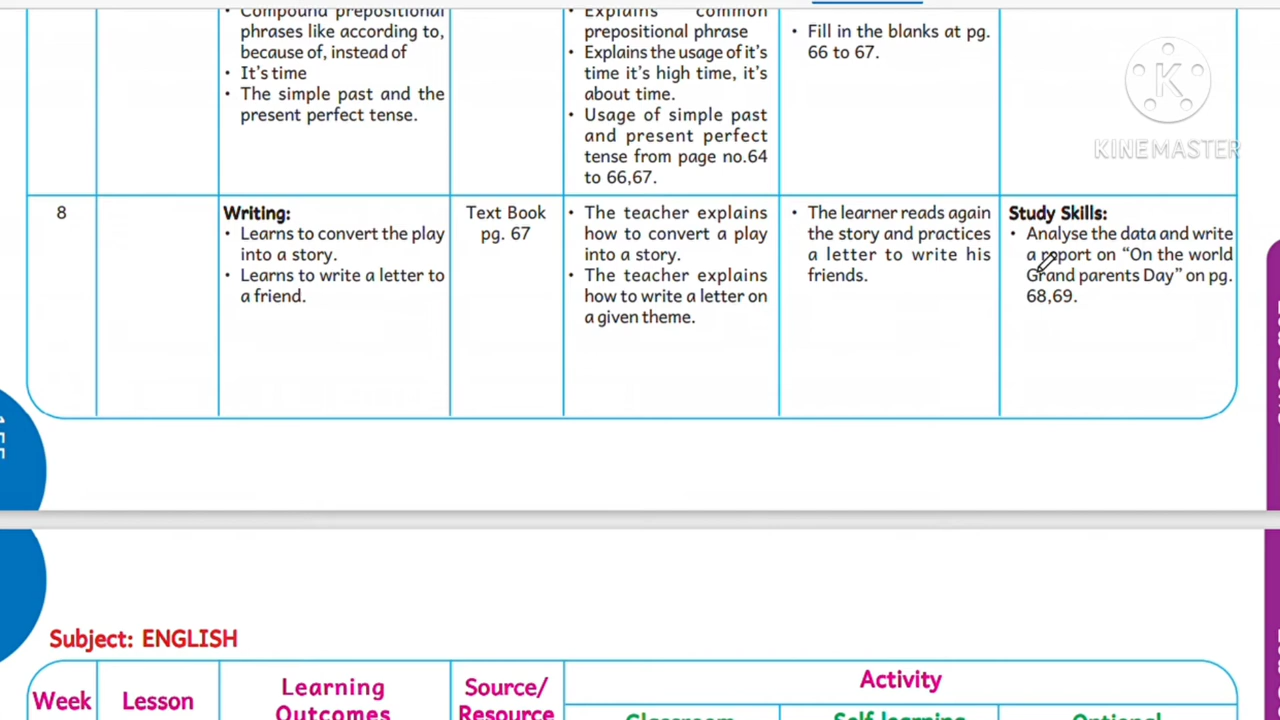 • Compound prepositional
phrases like according to,
because of, instead of
• It's time
• The simple past and the
present perfect tense.
• Explains common
prepositional phrase
• Explains the usage of it's
time it's high time, it's
about time.
• Usage of simple past
and present perfect
tense from page no.64
to 66,67.
• Fill in the blanks at pg.
66 to 67.
KINEMASTER
8
Writing:
• Learns to convert the play
into a story.
• Learns to write a letter to
a friend.
Text Book
pg. 67
• The teacher explains
how to convert a play
into a story.
• The teacher explains
how to write a letter on
a given theme.
• The learner reads again
the story and practices
a letter to write his
friends.
Study Skills:
• Analyse the data and write
a report on “On the world
Grand parents Day” on pg.
68,69.
Subject: ENGLISH
Week
Lesson
Learning
Outcomes
Source/
Resource
Activity
Classroom
Self-learning
Optional